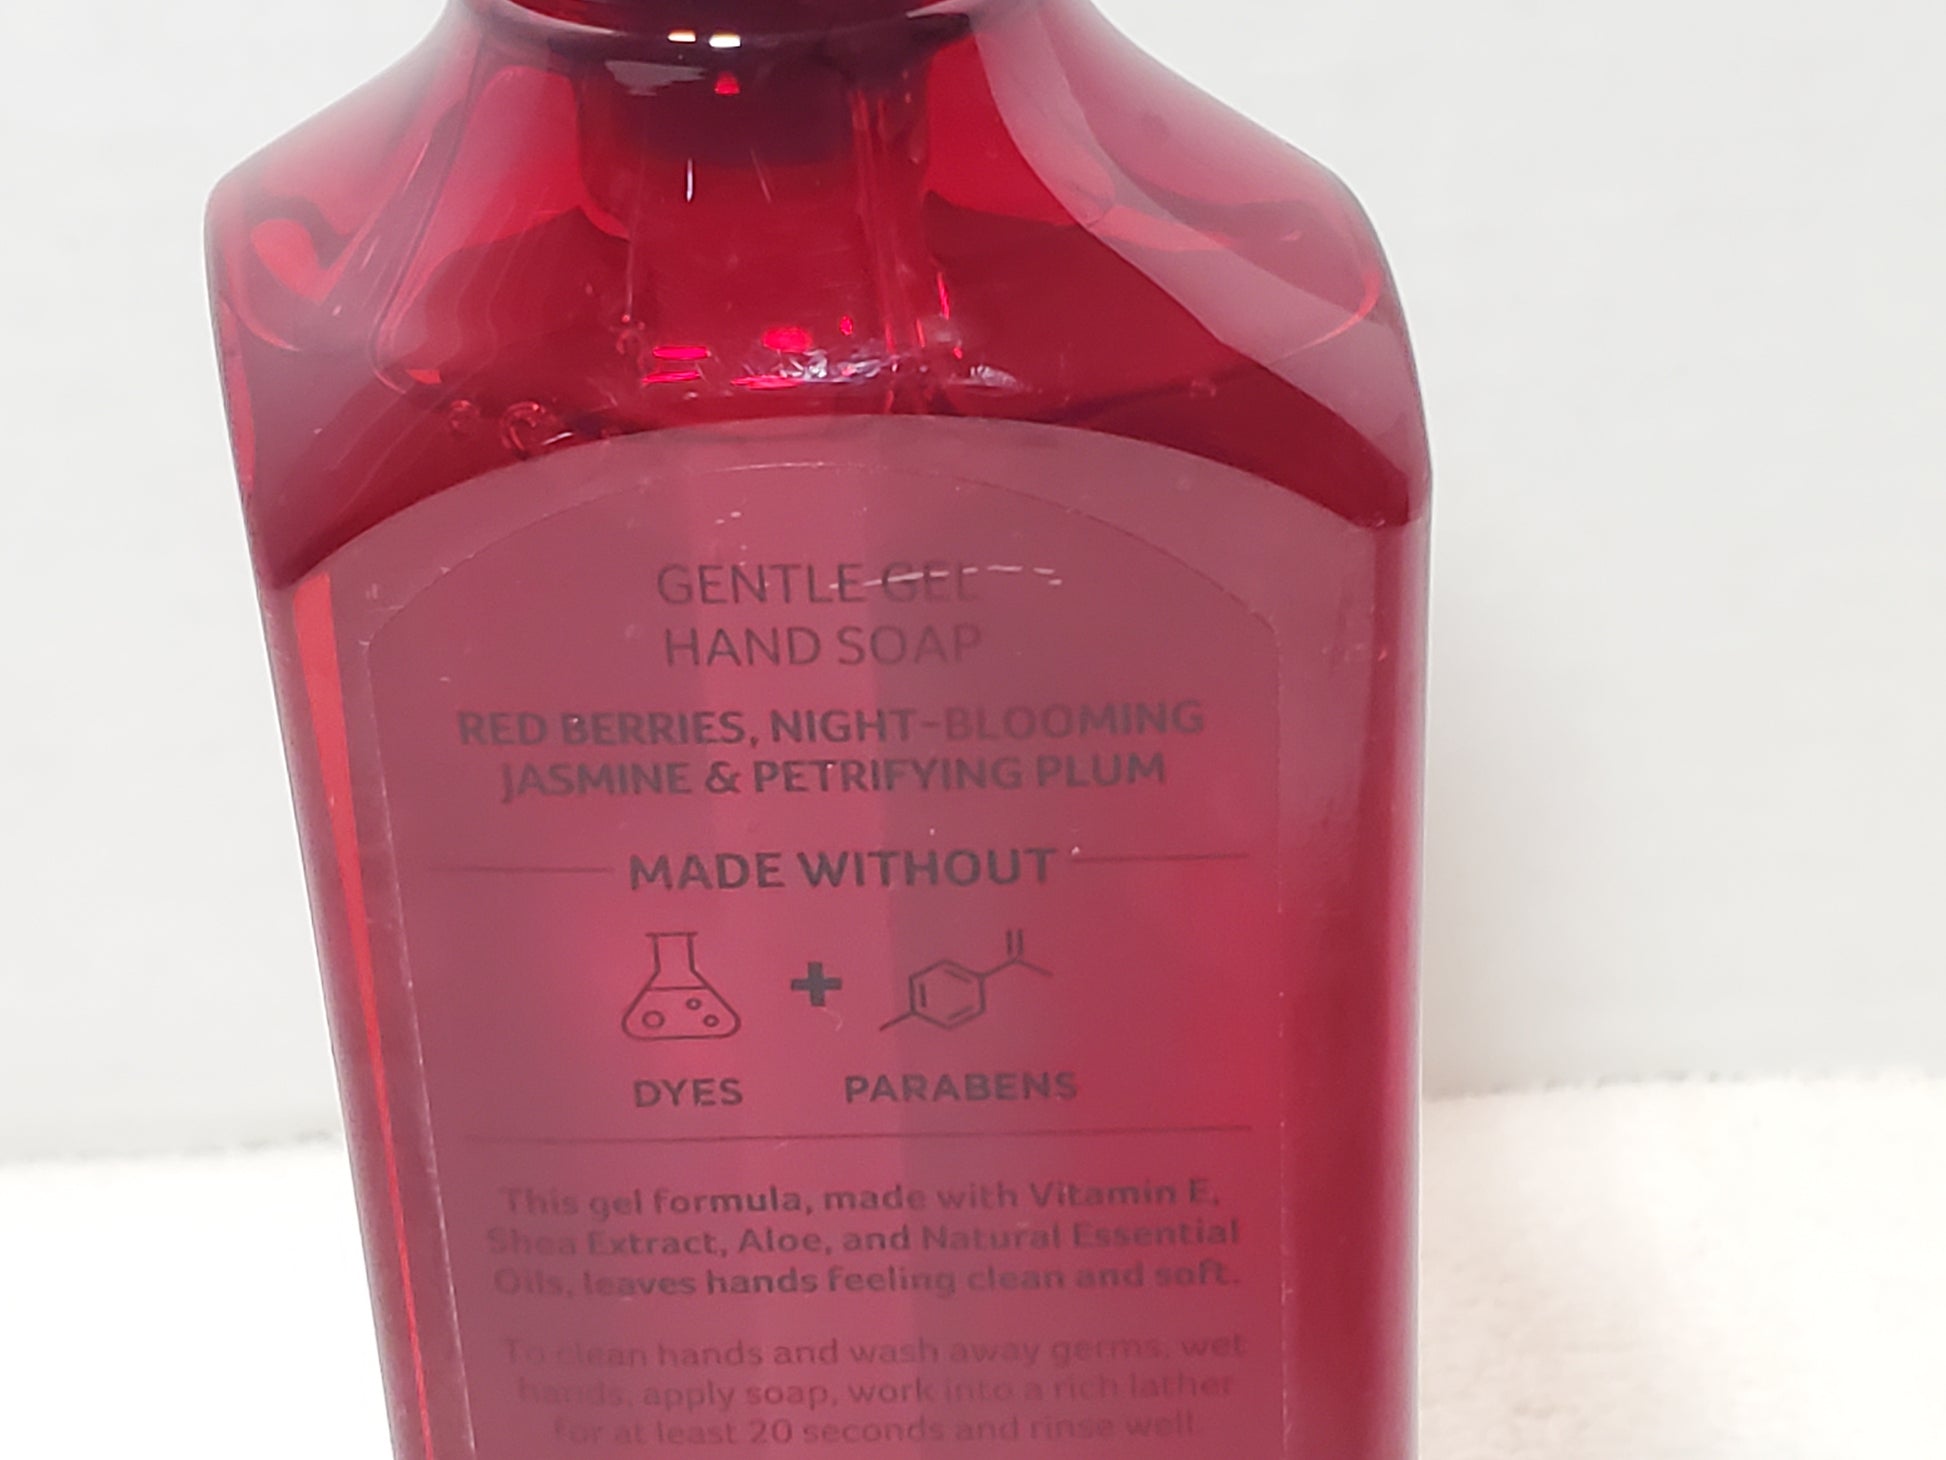 GENTLE GEL
HAND SOAP
RED BERRIES, NIGHT-BLOOMING
JASMINE & PETRIFYING PLUM
MADE WITHOUT
DYES + PARABENS
This gel formula, made with Vitamin E,
Shea Extract, Aloe, and Natural Essential
Oils, leaves hands feeling clean and soft.
To clean hands and wash away germs, wet
hands, apply soap, work into a rich lather
for at least 20 seconds and rinse well.